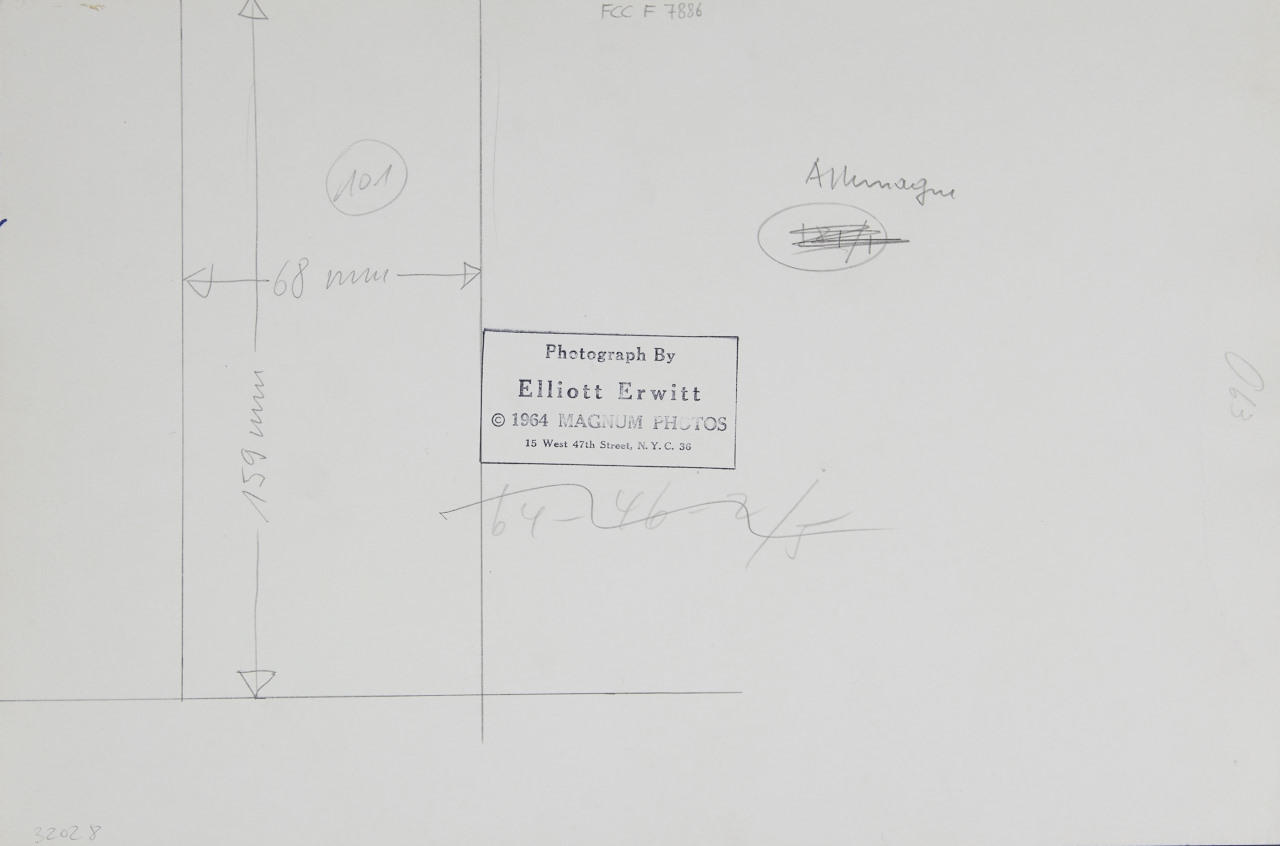 FCC F 7886
101
Allemagne
68 mm
159 mm
Photograph By
Elliott Erwitt
© 1964 MAGNUM PHOTOS
15 West 47th Street, N.Y.C. 36
64-46-2/5
063
32028